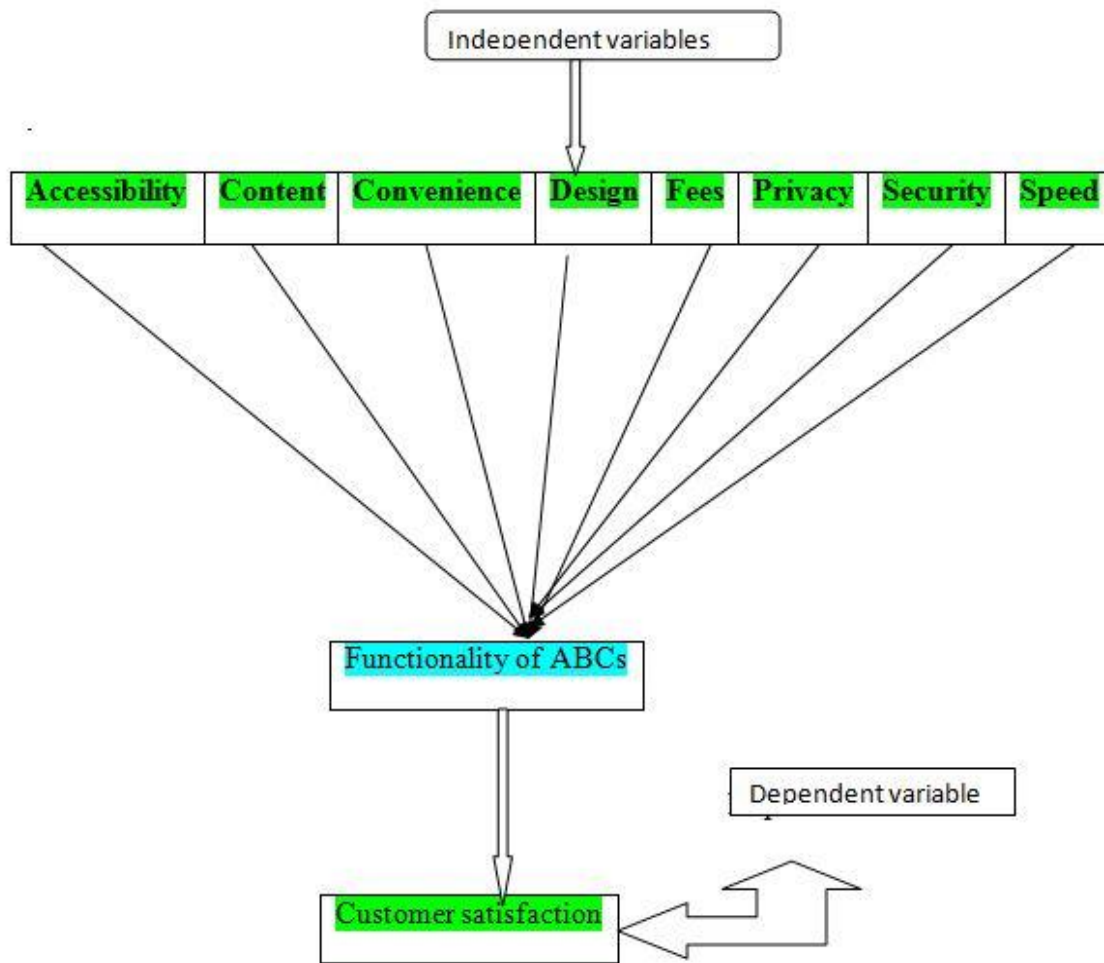 Independent variables
Accessibility Content Convenience Design Fees Privacy Security Speed
Functionality of ABCs
Dependent variable
Customer satisfaction